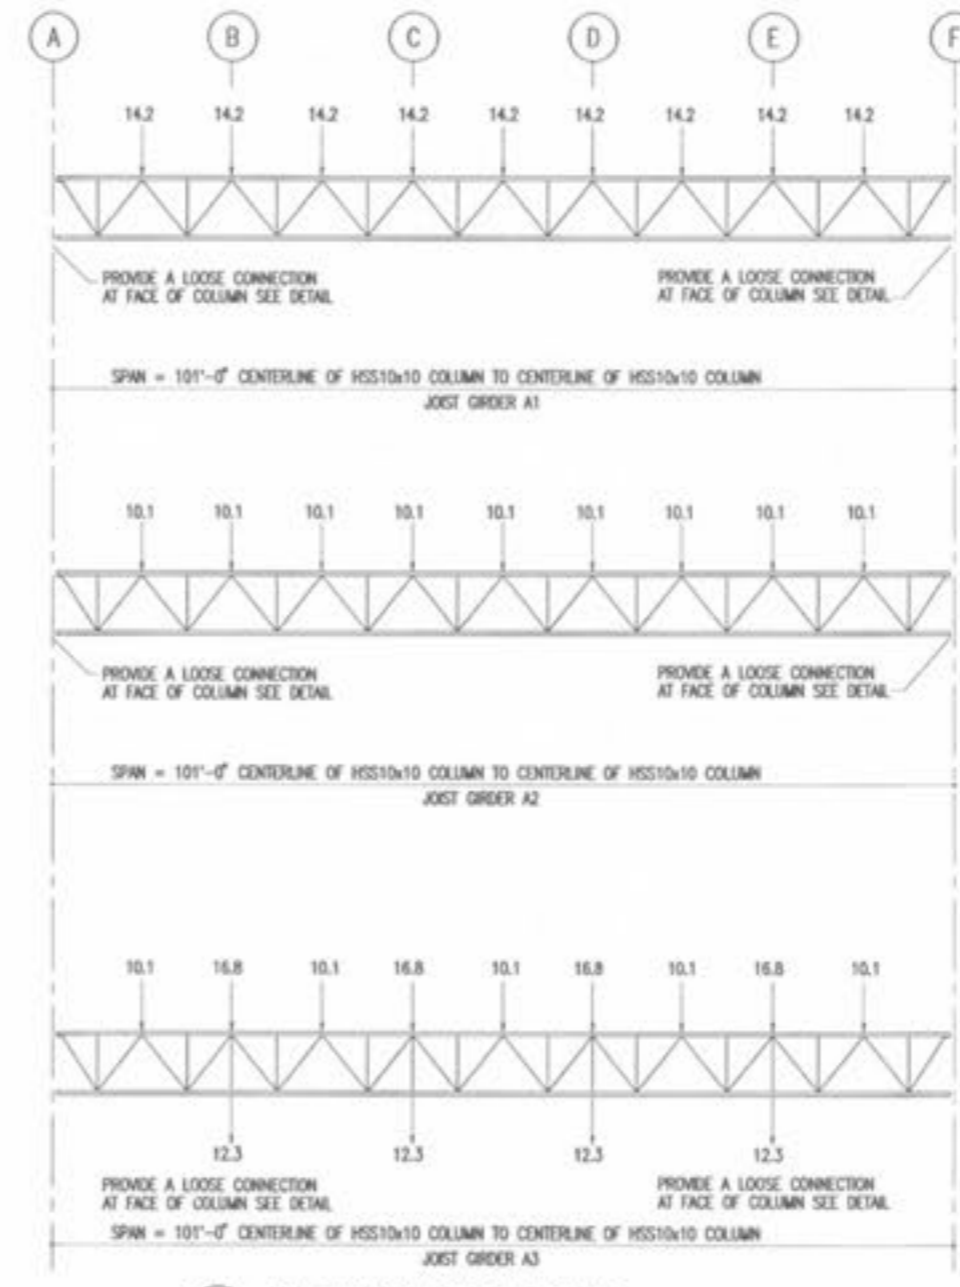 A B C D E F
14.2 14.2 14.2 14.2 14.2 14.2 14.2 14.2 14.2
PROVIDE A LOOSE CONNECTION
AT FACE OF COLUMN SEE DETAIL
PROVIDE A LOOSE CONNECTION
AT FACE OF COLUMN SEE DETAIL
SPAN = 101'-0" CENTERLINE OF HSS10x10 COLUMN TO CENTERLINE OF HSS10x10 COLUMN
JOIST GIRDER A1
10.1 10.1 10.1 10.1 10.1 10.1 10.1 10.1 10.1
PROVIDE A LOOSE CONNECTION
AT FACE OF COLUMN SEE DETAIL
PROVIDE A LOOSE CONNECTION
AT FACE OF COLUMN SEE DETAIL
SPAN = 101'-0" CENTERLINE OF HSS10x10 COLUMN TO CENTERLINE OF HSS10x10 COLUMN
JOIST GIRDER A2
10.1 16.8 10.1 16.8 10.1 16.8 10.1 16.8 10.1
12.3 12.3 12.3 12.3
PROVIDE A LOOSE CONNECTION
AT FACE OF COLUMN SEE DETAIL
PROVIDE A LOOSE CONNECTION
AT FACE OF COLUMN SEE DETAIL
SPAN = 101'-0" CENTERLINE OF HSS10x10 COLUMN TO CENTERLINE OF HSS10x10 COLUMN
JOIST GIRDER A3